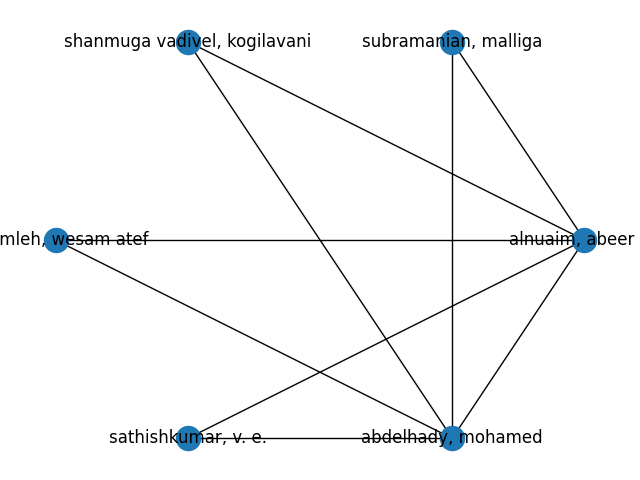 shanmuga vadivel, kogilavani
subramanian, malliga
mleh, wesam atef
alnuaim, abeer
sathishkumar, v. e.
abdelhady, mohamed